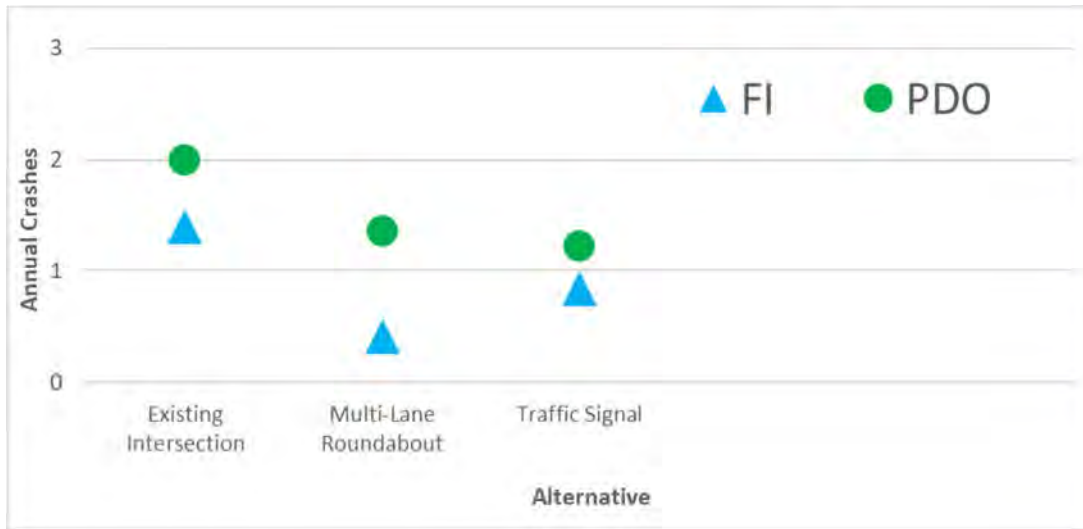 3
FI
PDO
2
1
0
Annual Crashes
Existing
Intersection
Multi-Lane
Roundabout
Traffic Signal
Alternative